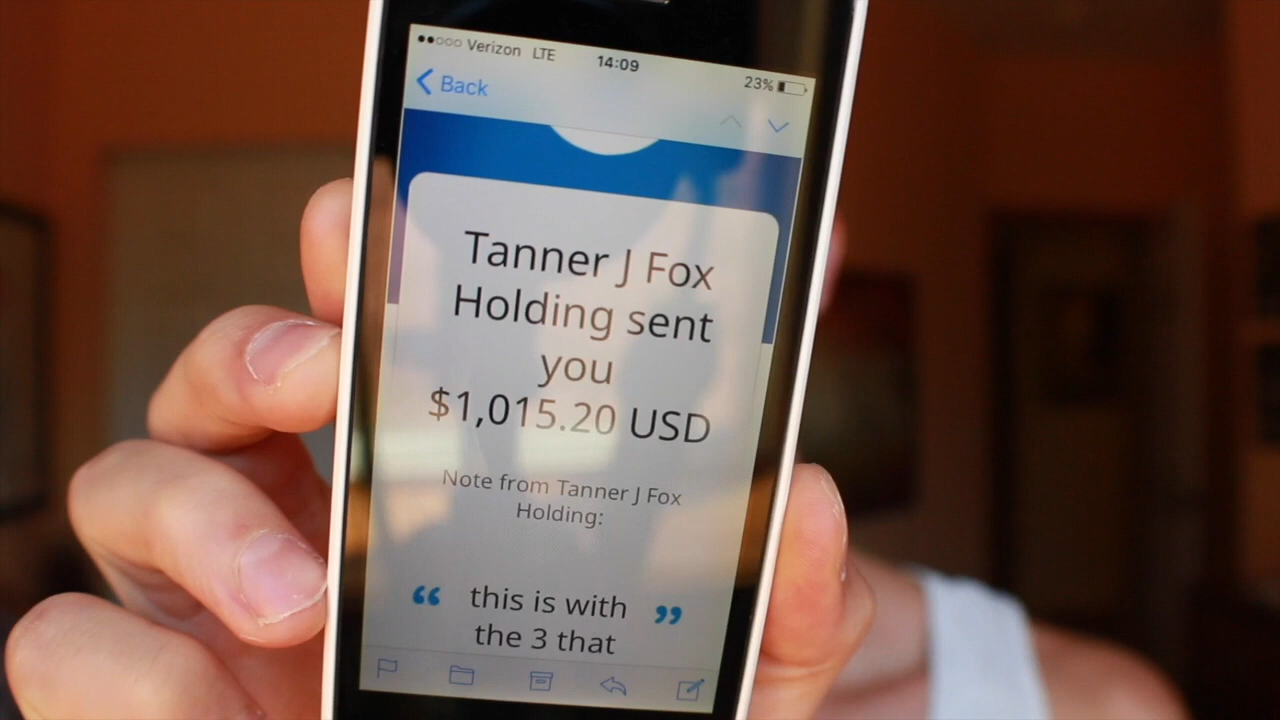 Verizon LTE 14:09 23%
Back
Tanner J Fox
Holding sent
you
$1,015.20 USD
Note from Tanner J Fox
Holding:
“ this is with ”
the 3 that